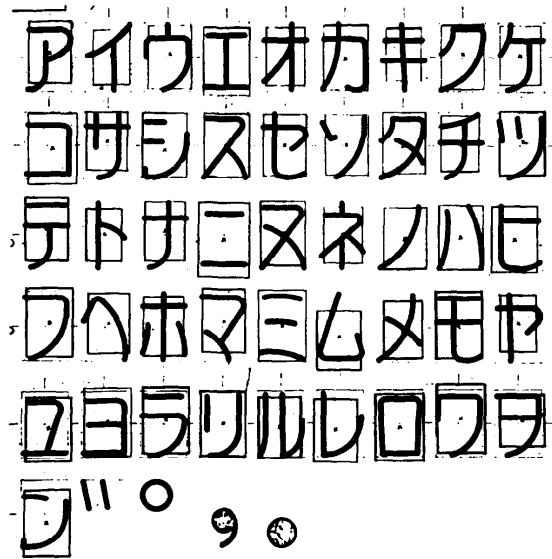 アイウエオカキクケ
コサシスセソタチツ
テトナニヌネノハヒ
フヘホマミムメモヤ
ユヨラリルレロワヲ
ン゛゜，．